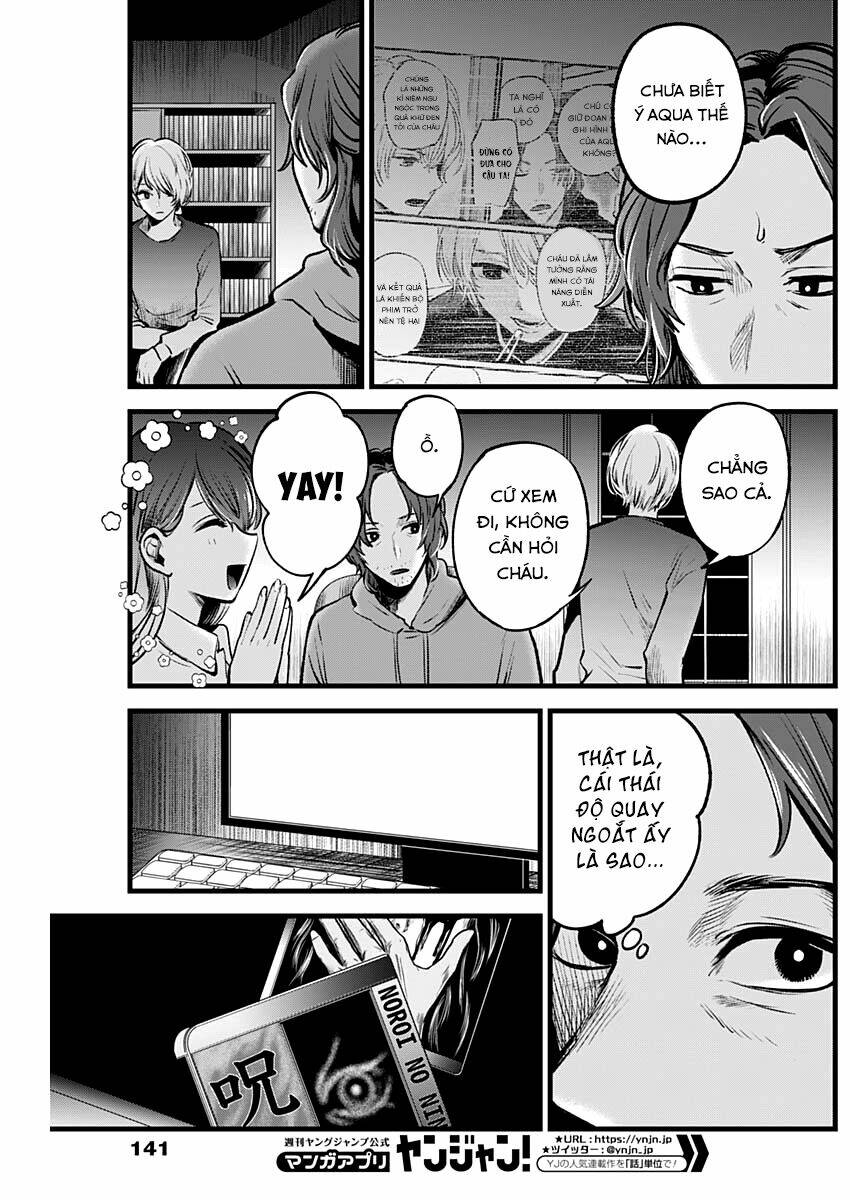 CHƯA BIẾT
Ý AQUA THẾ
NÀO...
CHÚ CÓ
GIỮ ĐOẠN
GHI HÌNH
CỦA AQUA
KHÔNG?
TA NGHĨ
LÀ CÓ
ĐÓ
ĐỪNG CÓ
ĐƯA CHO
CẬU TA!
CHÚNG
LÀ NHỮNG
KÍ NIỆM NGU
NGỐC TRONG
QUÁ KHỨ ĐEN
TỐI CỦA CHÁU
CHÁU ĐÃ LẦM
TƯỞNG RẰNG
MÌNH CÓ TÀI
NĂNG DIỄN
XUẤT.
VÀ KẾT QUẢ
LÀ KHIẾN BỘ
PHIM TRỞ
NÊN TỆ HẠI
CHẲNG
SAO CẢ.
CỨ XEM
ĐI, KHÔNG
CẦN HỎI
CHÁU.
Ồ.
YAY!
THẬT LÀ,
CÁI THÁI
ĐỘ QUAY
NGOẮT ẤY
LÀ SAO...
NOROI NO NIN
呪
141
週刊ヤングジャンプ公式
マンガアプリ
ヤンジャン!
★URL:https://ynjn.jp
★ツイッター:@ynjn_jp
YJの人気連載作を「話」単位で!